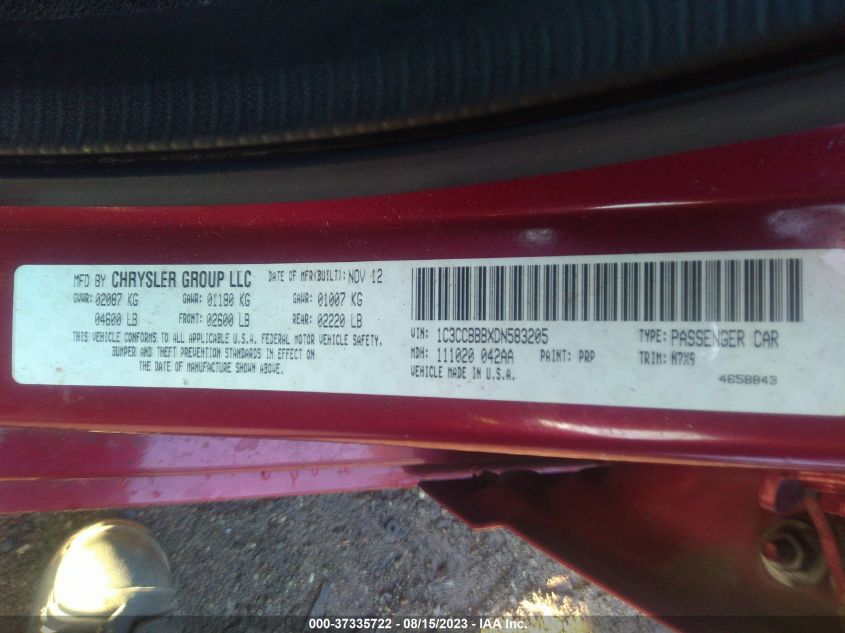 MFD BY CHRYSLER GROUP LLC DATE OF MFR(BUILT): NOV 12
GVWR: 02087 KG GAWR: 01180 KG GAWR: 01007 KG
04600 LB FRONT: 02600 LB REAR: 02220 LB
THIS VEHICLE CONFORMS TO ALL APPLICABLE U.S.A. FEDERAL MOTOR VEHICLE SAFETY,
BUMPER AND THEFT PREVENTION STANDARDS IN EFFECT ON
THE DATE OF MANUFACTURE SHOWN ABOVE.
VIN: 1C3CCBBBXDN583205 TYPE: PASSENGER CAR
MDH: 111020 042AA PAINT: PRP TRIM: N7X9
VEHICLE MADE IN U.S.A. 4658843
000-37335722 - 08/15/2023 - IAA Inc.